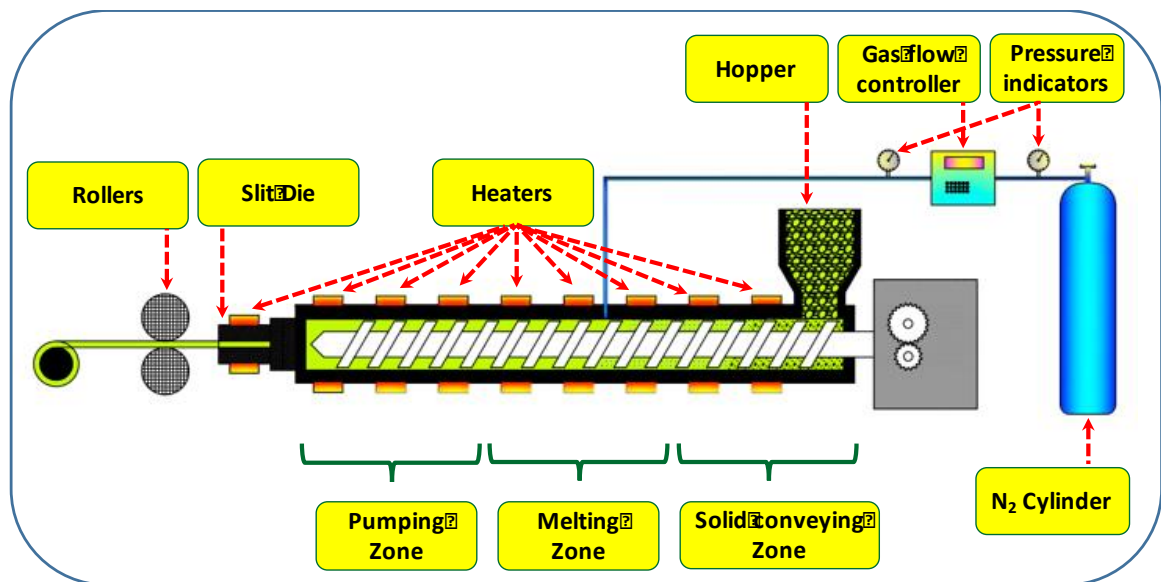 Hopper
Gas flow
controller
Pressure
indicators
Rollers
Slit Die
Heaters
Pumping
Zone
Melting
Zone
Solid conveying
Zone
N₂ Cylinder